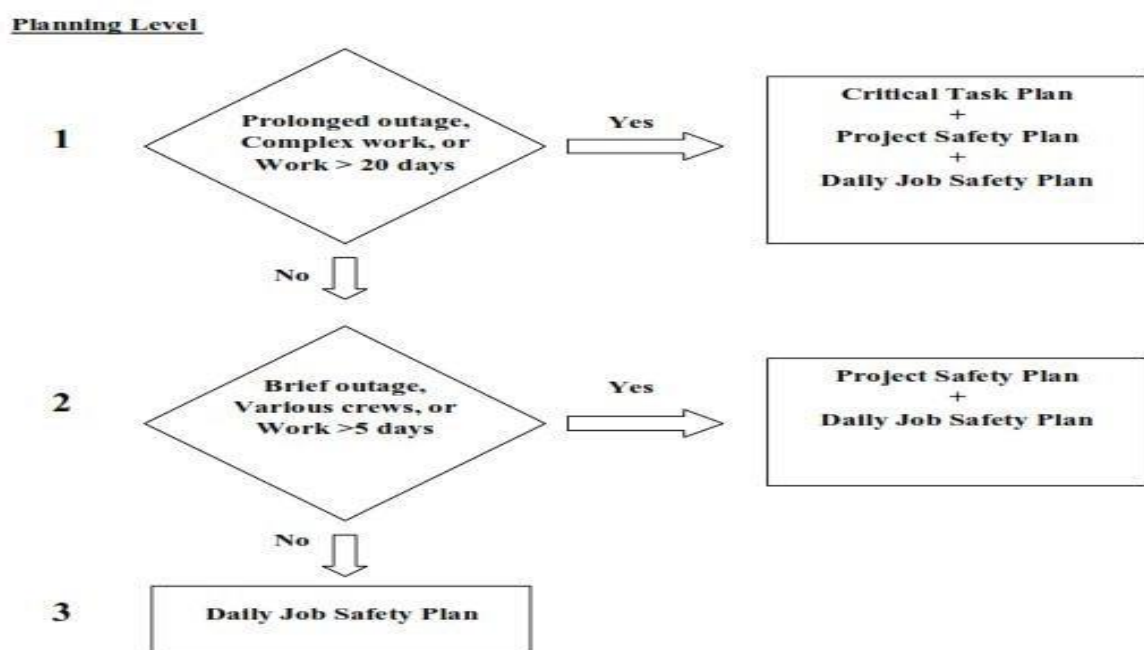 Planning Level
1
Prolonged outage,
Complex work, or
Work > 20 days
Yes
Critical Task Plan
+
Project Safety Plan
+
Daily Job Safety Plan
No
2
Brief outage,
Various crews, or
Work >5 days
Yes
Project Safety Plan
+
Daily Job Safety Plan
No
3
Daily Job Safety Plan